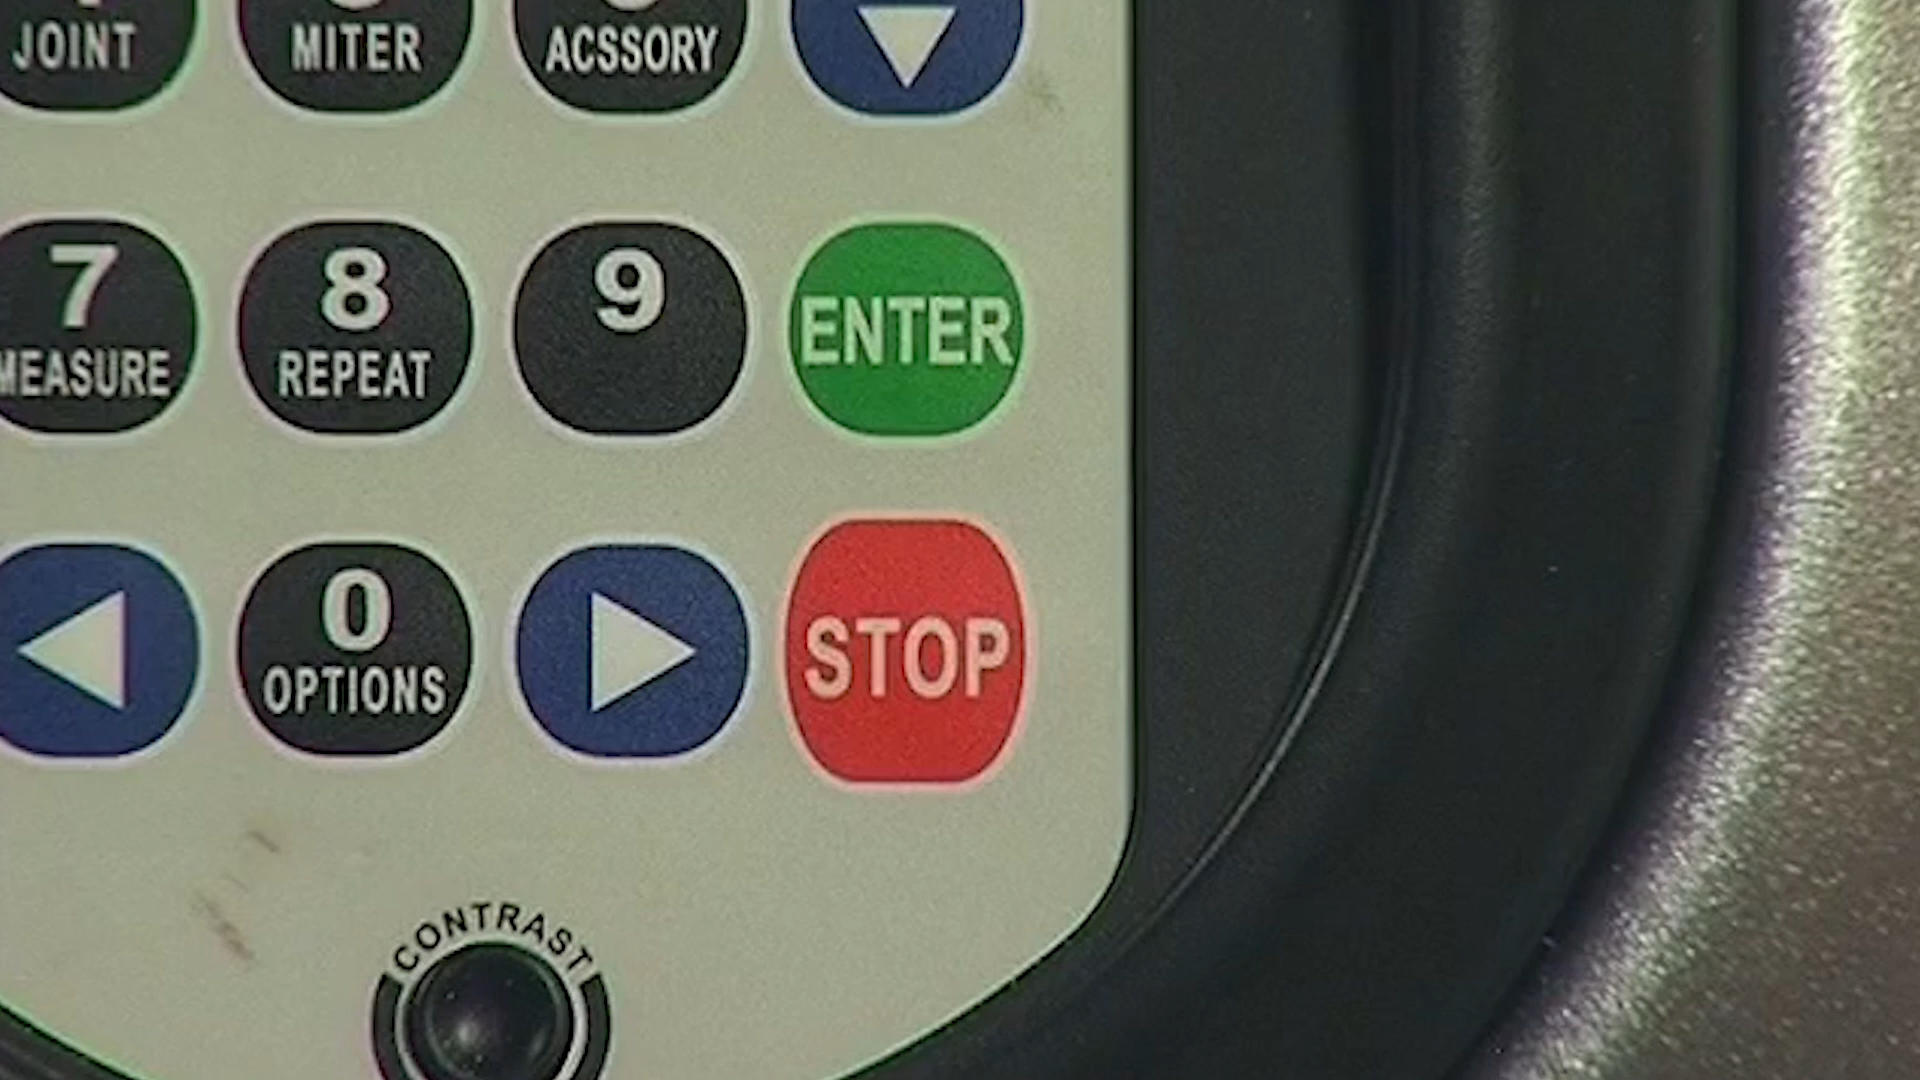 JOINT MITER ACSSORY
7 8 9 ENTER
MEASURE REPEAT
0 STOP
OPTIONS
CONTRAST